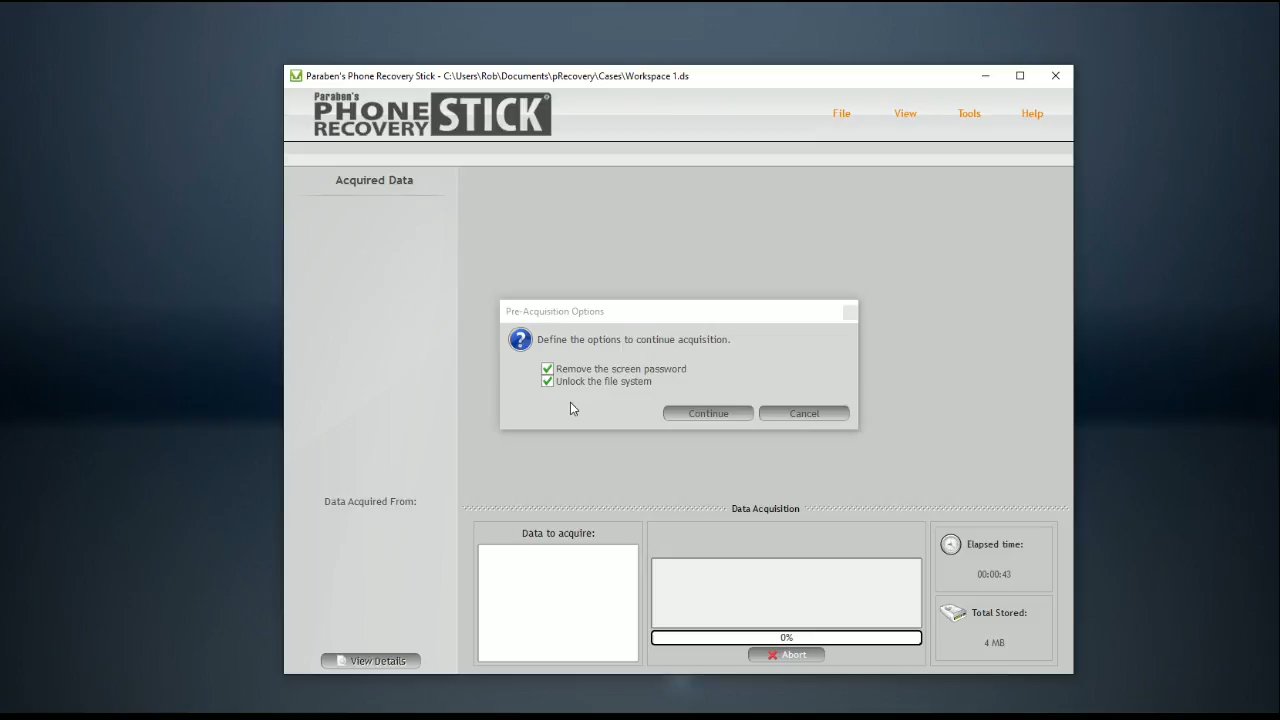 Paraben's Phone Recovery Stick - C:\Users\Rob\Documents\pRecovery\Cases\Workspace 1.ds
Paraben's
PHONE
RECOVERY
STICK®
File View Tools Help
Acquired Data
Pre-Acquisition Options
Define the options to continue acquisition.
Remove the screen password
Unlock the file system
Continue Cancel
Data Acquired From:
Data Acquisition
Data to acquire:
Elapsed time:
00:00:43
Total Stored:
4 MB
0%
Abort
View Details